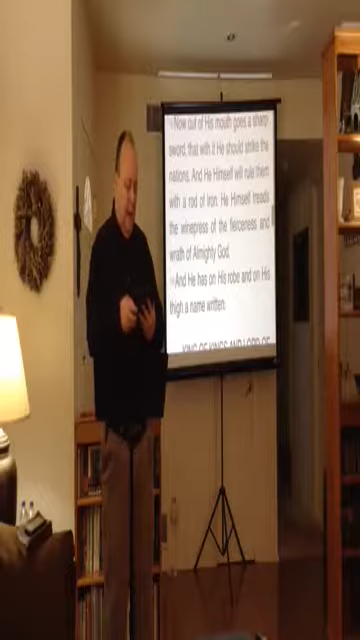 15 Now out of His mouth goes a sharp
sword, that with it He should strike the
nations. And He Himself will rule them
with a rod of iron. He Himself treads
the winepress of the fierceness and
wrath of Almighty God.
16 And He has on His robe and on His
thigh a name written:
KING OF KINGS AND LORD OF